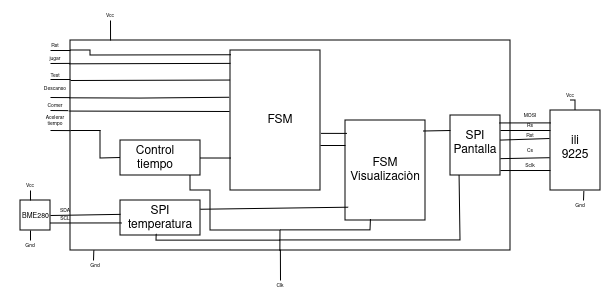 Vcc
Rst
jugar
Test
Descanso
Comer
Acelerar
tiempo
FSM
Control
tiempo
FSM
Visualizaciòn
SPI
Pantalla
MOSI
Rs
Rst
Cs
Sclk
Vcc
ili
9225
Gnd
Vcc
BME280
SDA
SCL
Gnd
SPI
temperatura
Gnd
Clk